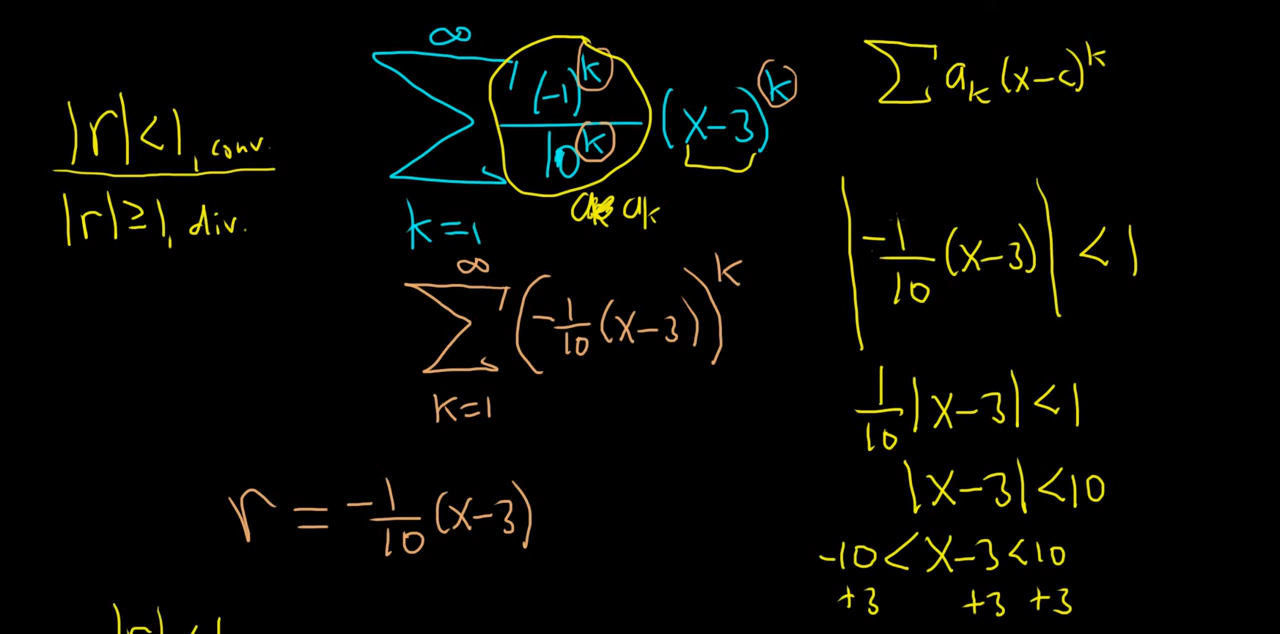 |r| < 1, conv.
|r| ≥ 1, div.
∞
∑ (-1)^k / 10^k (x-3)^k
k=1
a_k
∞
∑ (-1/10 (x-3))^k
k=1
r = -1/10 (x-3)
|r| < 1
∑ a_k (x-c)^k
|-1/10 (x-3)| < 1
1/10 |x-3| < 1
|x-3| < 10
-10 < x-3 < 10
+3 +3 +3